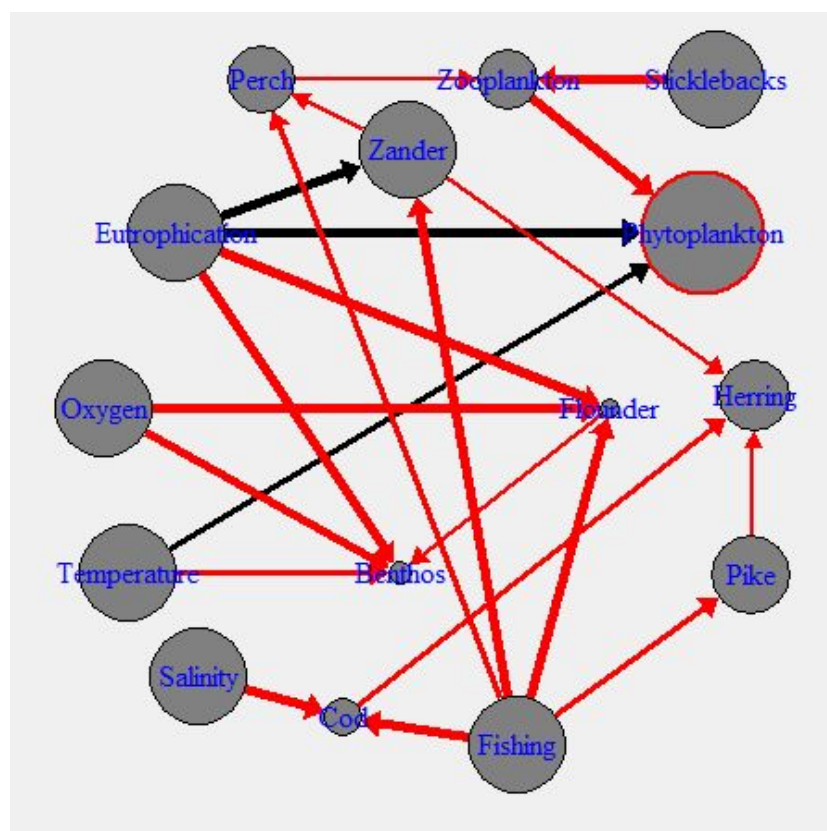 Perch
Zooplankton
Sticklebacks
Zander
Eutrophication
Phytoplankton
Oxygen
Flounder
Herring
Temperature
Benthos
Pike
Salinity
Cod
Fishing